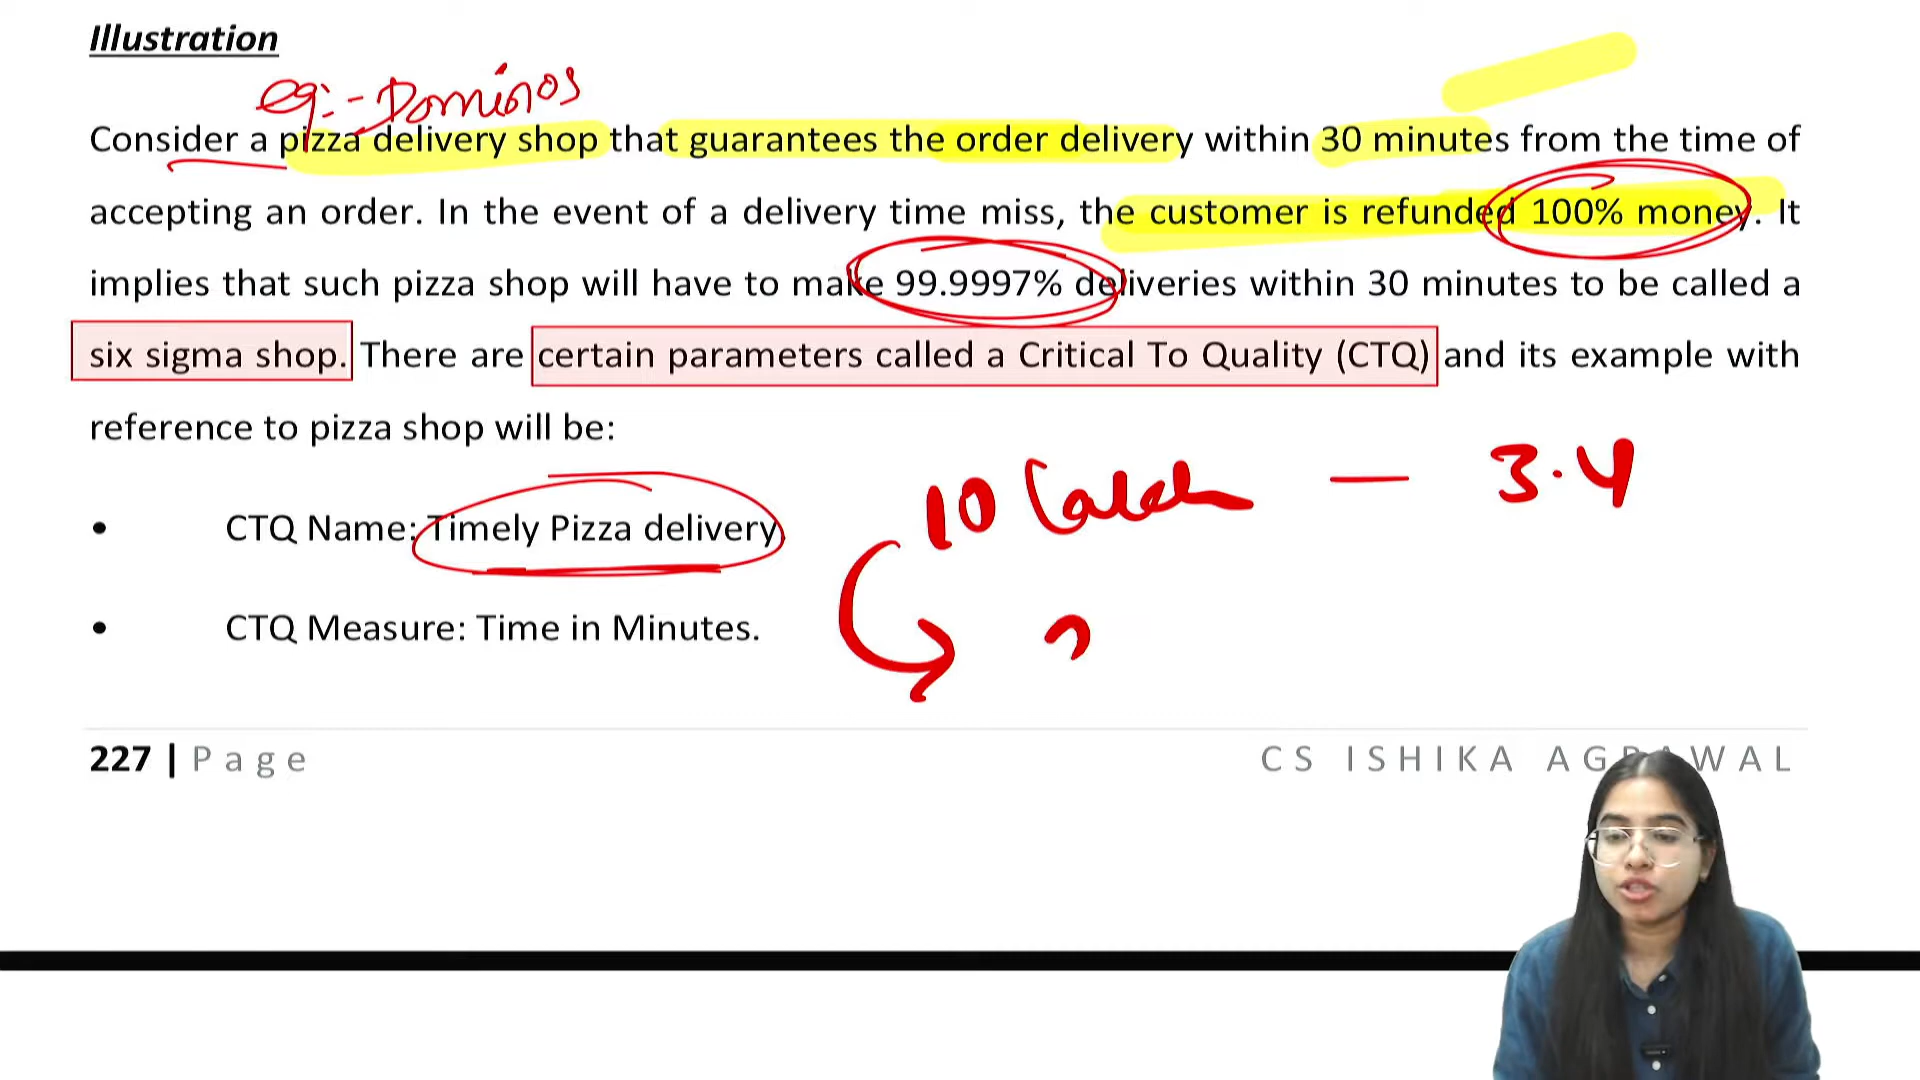 Illustration
eg:- Dominos
Consider a pizza delivery shop that guarantees the order delivery within 30 minutes from the time of
accepting an order. In the event of a delivery time miss, the customer is refunded 100% money. It
implies that such pizza shop will have to make 99.9997% deliveries within 30 minutes to be called a
six sigma shop. There are certain parameters called a Critical To Quality (CTQ) and its example with
reference to pizza shop will be:
10 — 3.4
• CTQ Name: Timely Pizza delivery
• CTQ Measure: Time in Minutes.
227 | Page
CS ISHIKA AGRAWAL